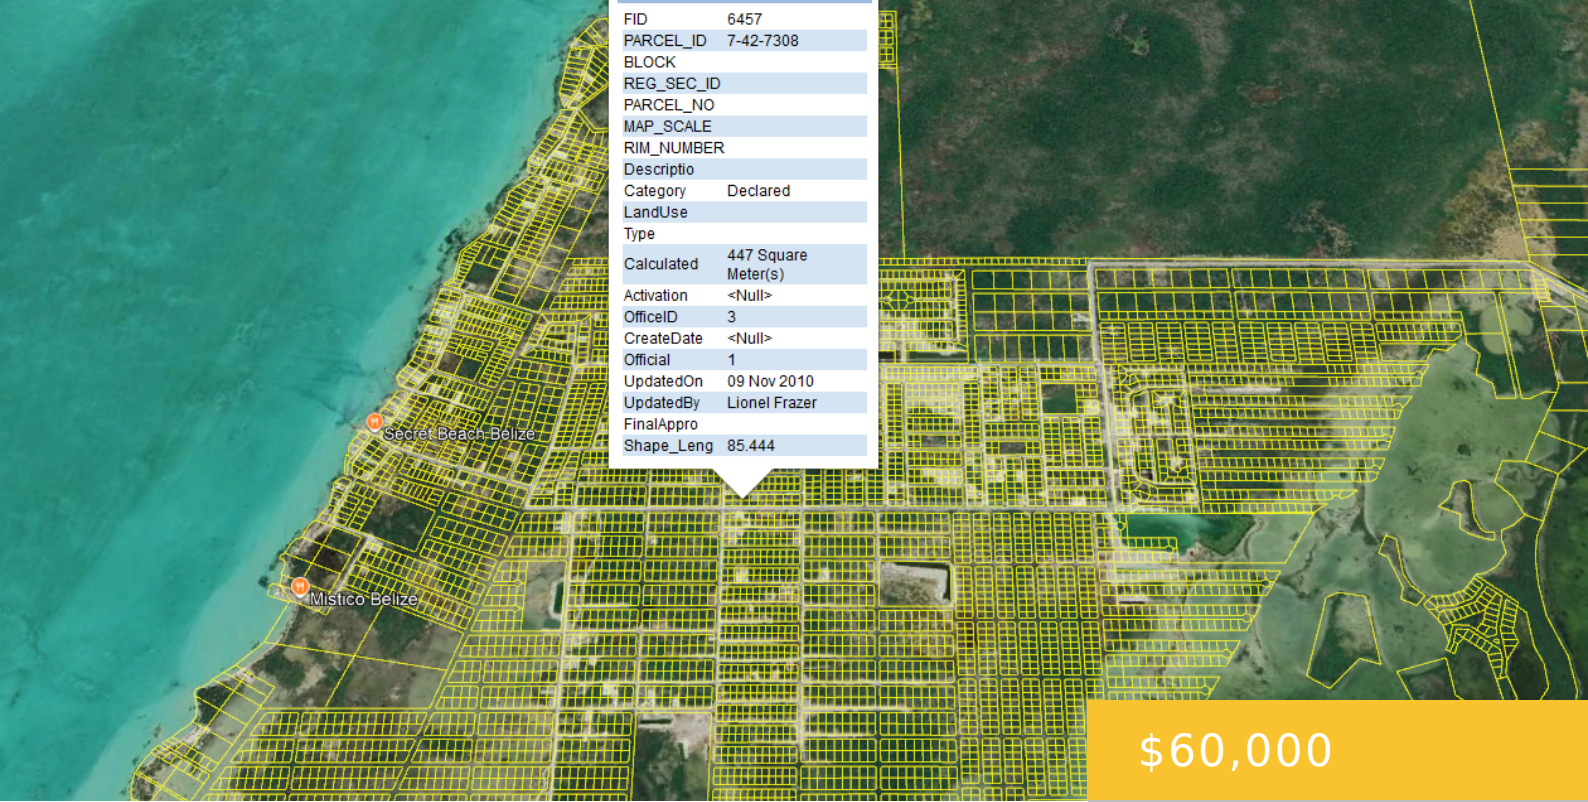 FID 6457
PARCEL_ID 7-42-7308
BLOCK
REG_SEC_ID
PARCEL_NO
MAP_SCALE
RIM_NUMBER
Descriptio
Category Declared
LandUse
Type
Calculated 447 Square
Meter(s)
Activation <Null>
OfficeID 3
CreateDate <Null>
Official 1
UpdatedOn 09 Nov 2010
UpdatedBy Lionel Frazer
FinalAppro
Shape_Leng 85.444
Secret Beach Belize
Mistico Belize
$60,000